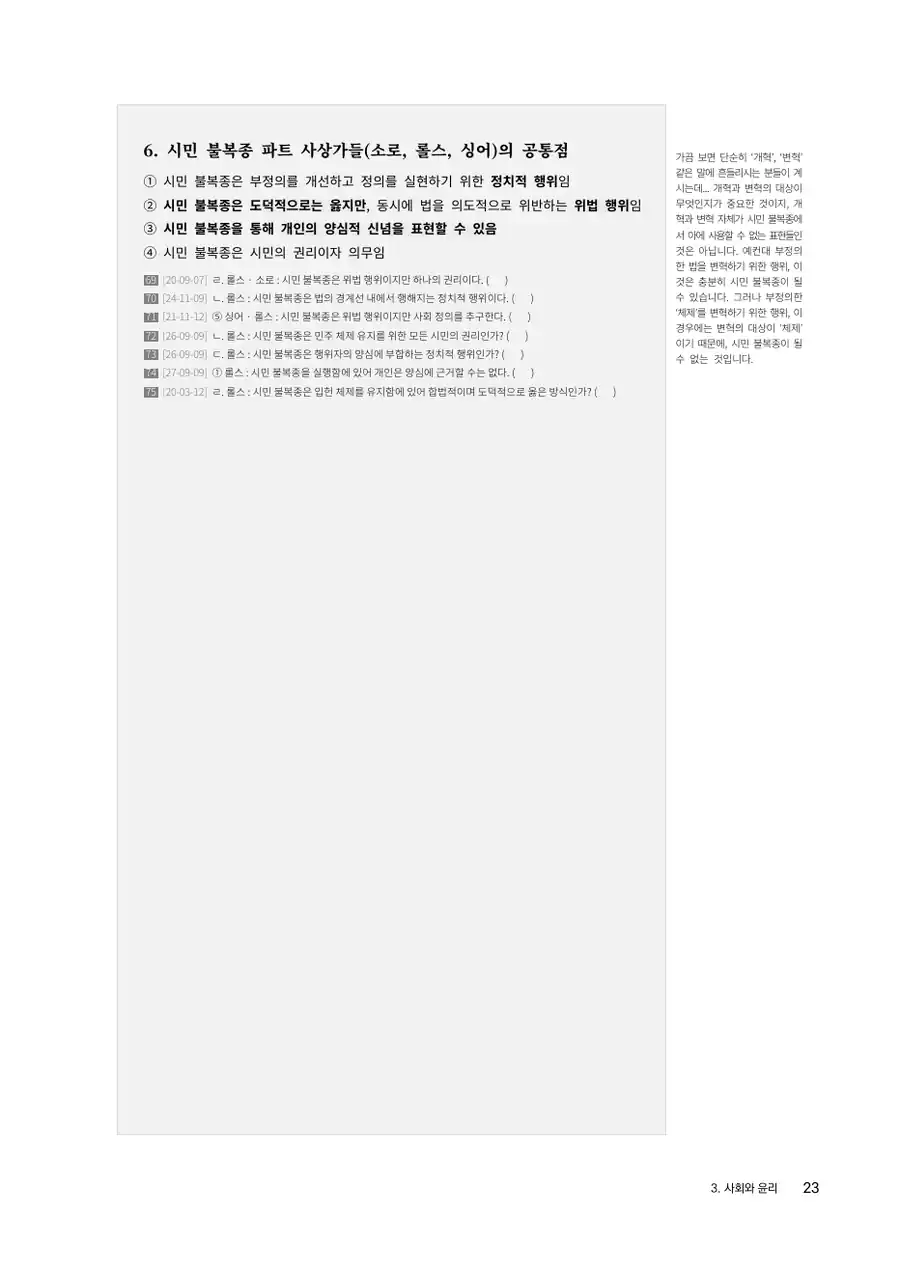 6. 시민 불복종 파트 사상가들(소로, 롤스, 싱어)의 공통점
① 시민 불복종은 부정의를 개선하고 정의를 실현하기 위한 정치적 행위임
② 시민 불복종은 도덕적으로는 옳지만, 동시에 법을 의도적으로 위반하는 위법 행위임
③ 시민 불복종을 통해 개인의 양심적 신념을 표현할 수 있음
④ 시민 불복종은 시민의 권리이자 의무임
69 [20-09-07] ㄹ. 롤스 · 소로 : 시민 불복종은 위법 행위이지만 하나의 권리이다. ( )
70 [24-11-09] ㄴ. 롤스 : 시민 불복종은 법의 경계선 내에서 행해지는 정치적 행위이다. ( )
71 [21-11-12] ⑤ 싱어 · 롤스 : 시민 불복종은 위법 행위이지만 사회 정의를 추구한다. ( )
72 [26-09-09] ㄴ. 롤스 : 시민 불복종은 민주 체제 유지를 위한 모든 시민의 권리인가? ( )
73 [26-09-09] ㄷ. 롤스 : 시민 불복종은 행위자의 양심에 부합하는 정치적 행위인가? ( )
74 [27-09-09] ① 롤스 : 시민 불복종을 실행함에 있어 개인은 양심에 근거할 수는 없다. ( )
75 [20-03-12] ㄹ. 롤스 : 시민 불복종은 입헌 체제를 유지함에 있어 합법적이며 도덕적으로 옳은 방식인가? ( )
가끔 보면 단순히 '개혁', '변혁'
같은 말에 흔들리시는 분들이 계
시는데... 개혁과 변혁의 대상이
무엇인지가 중요한 것이지, 개
혁과 변혁 자체가 시민 불복종에
서 아예 사용할 수 없는 표현들인
것은 아닙니다. 예컨대 부정의
한 법을 변혁하기 위한 행위, 이
것은 충분히 시민 불복종이 될
수 있습니다. 그러나 부정의한
'체제'를 변혁하기 위한 행위, 이
경우에는 변혁의 대상이 '체제'
이기 때문에, 시민 불복종이 될
수 없는 것입니다.
3. 사회와 윤리 23